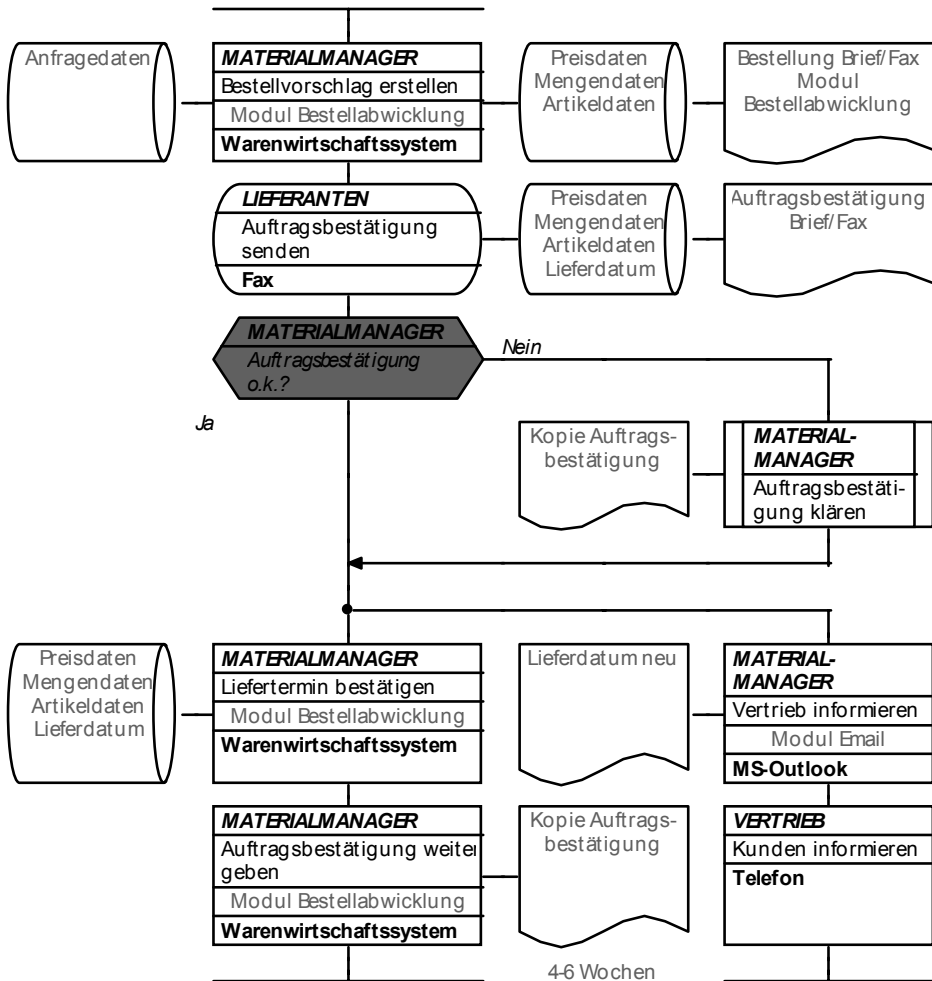 Anfragedaten
MATERIALMANAGER
Bestellvorschlag erstellen
Modul Bestellabwicklung
Warenwirtschaftssystem
Preisdaten
Mengendaten
Artikeldaten
Bestellung Brief/Fax
Modul
Bestellabwicklung
LIEFERANTEN
Auftragsbestätigung
senden
Fax
Preisdaten
Mengendaten
Artikeldaten
Lieferdatum
Auftragsbestätigung
Brief/Fax
MATERIALMANAGER
Auftragsbestätigung
o.k.?
Nein
Ja
Kopie Auftrags-
bestätigung
MATERIAL-
MANAGER
Auftragsbestäti-
gung klären
Preisdaten
Mengendaten
Artikeldaten
Lieferdatum
MATERIALMANAGER
Liefertermin bestätigen
Modul Bestellabwicklung
Warenwirtschaftssystem
Lieferdatum neu
MATERIAL-
MANAGER
Vertrieb informieren
Modul Email
MS-Outlook
MATERIALMANAGER
Auftragsbestätigung weiter
geben
Modul Bestellabwicklung
Warenwirtschaftssystem
Kopie Auftrags-
bestätigung
VERTRIEB
Kunden informieren
Telefon
4-6 Wochen